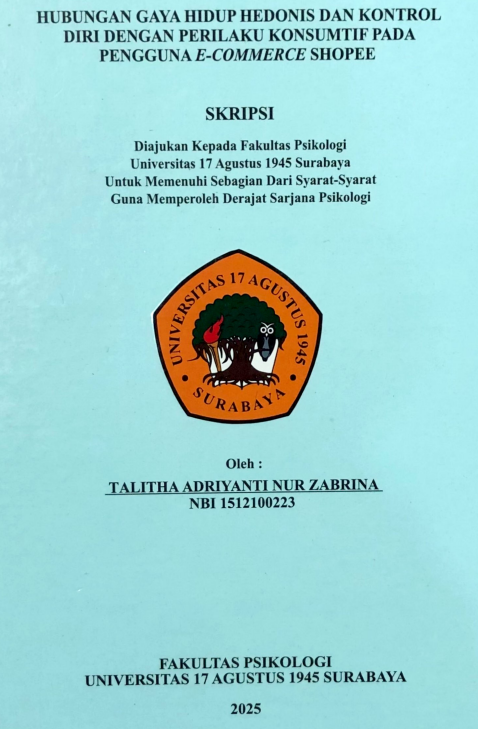 HUBUNGAN GAYA HIDUP HEDONIS DAN KONTROL
DIRI DENGAN PERILAKU KONSUMTIF PADA
PENGGUNA E-COMMERCE SHOPEE
SKRIPSI
Diajukan Kepada Fakultas Psikologi
Universitas 17 Agustus 1945 Surabaya
Untuk Memenuhi Sebagian Dari Syarat-Syarat
Guna Memperoleh Derajat Sarjana Psikologi
UNIVERSITAS 17 AGUSTUS 1945
SURABAYA
Oleh :
TALITHA ADRIYANTI NUR ZABRINA
NBI 1512100223
FAKULTAS PSIKOLOGI
UNIVERSITAS 17 AGUSTUS 1945 SURABAYA
2025